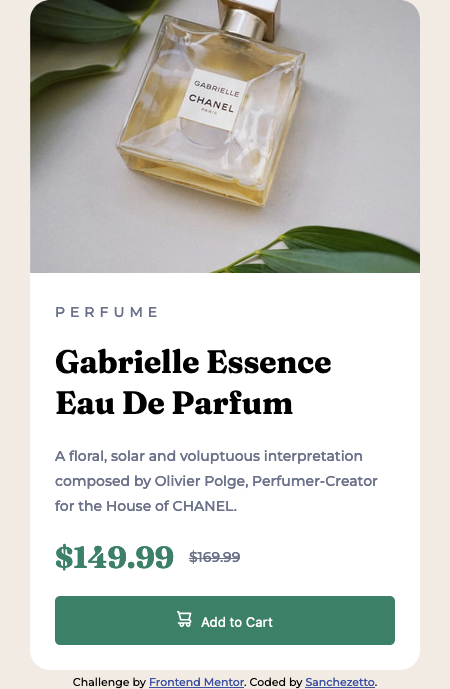 GABRIELLE
CHANEL
PARIS
PERFUME
Gabrielle Essence
Eau De Parfum
A floral, solar and voluptuous interpretation
composed by Olivier Polge, Perfumer-Creator
for the House of CHANEL.
$149.99 $169.99
Add to Cart
Challenge by Frontend Mentor. Coded by Sanchezetto.